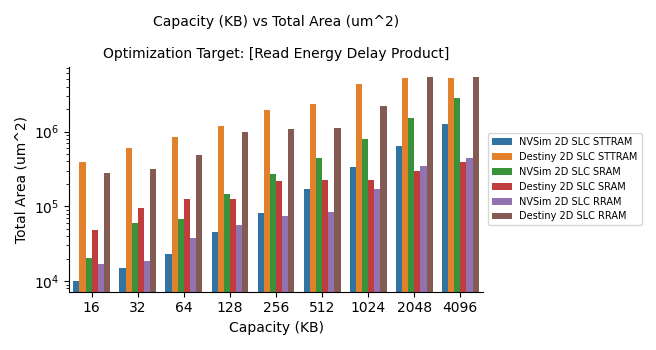 Capacity (KB) vs Total Area (um^2)
Optimization Target: [Read Energy Delay Product]
Total Area (um^2)
10^6
10^5
10^4
16 32 64 128 256 512 1024 2048 4096
Capacity (KB)
NVSim 2D SLC STTRAM
Destiny 2D SLC STTRAM
NVSim 2D SLC SRAM
Destiny 2D SLC SRAM
NVSim 2D SLC RRAM
Destiny 2D SLC RRAM